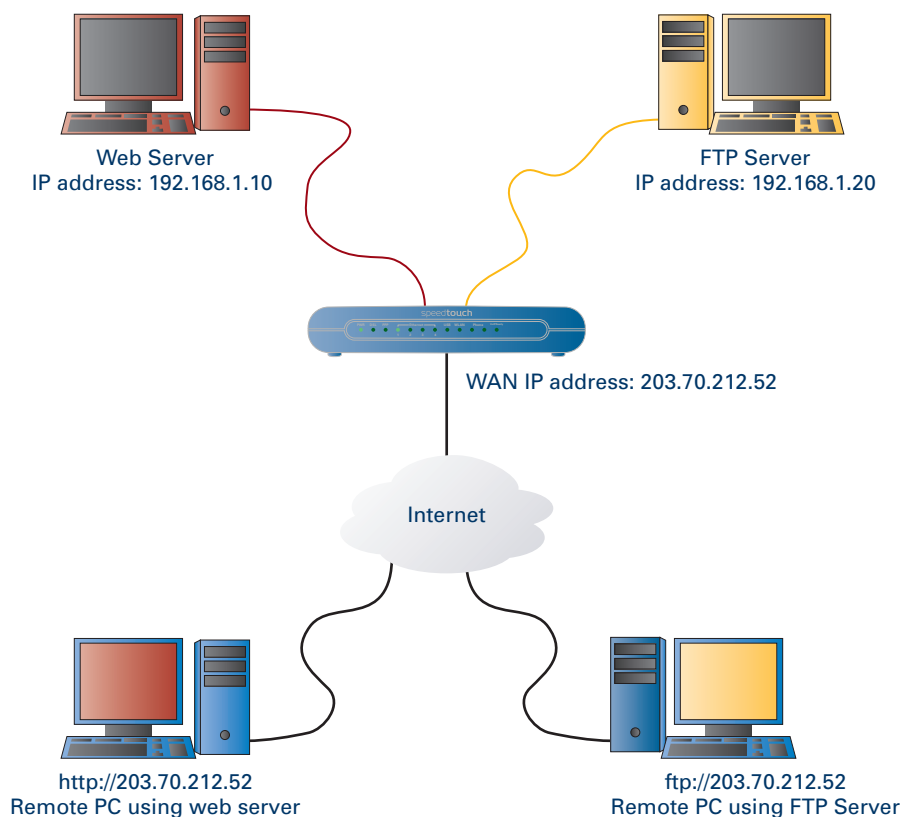 Web Server
IP address: 192.168.1.10
FTP Server
IP address: 192.168.1.20
speedtouch
WAN IP address: 203.70.212.52
Internet
http://203.70.212.52
Remote PC using web server
ftp://203.70.212.52
Remote PC using FTP Server